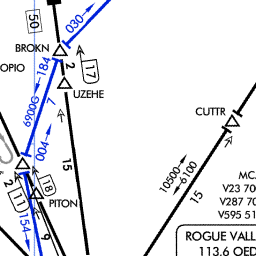 50
030
BROKN
OPIO
184
2
17
UZEHE
6900G
7
004
CUTTR
15
10500
6100
15
2
11
18
PITON
154
9
MC
V23 70
V287 70
V595 51
ROGUE VALL
113.6 OED